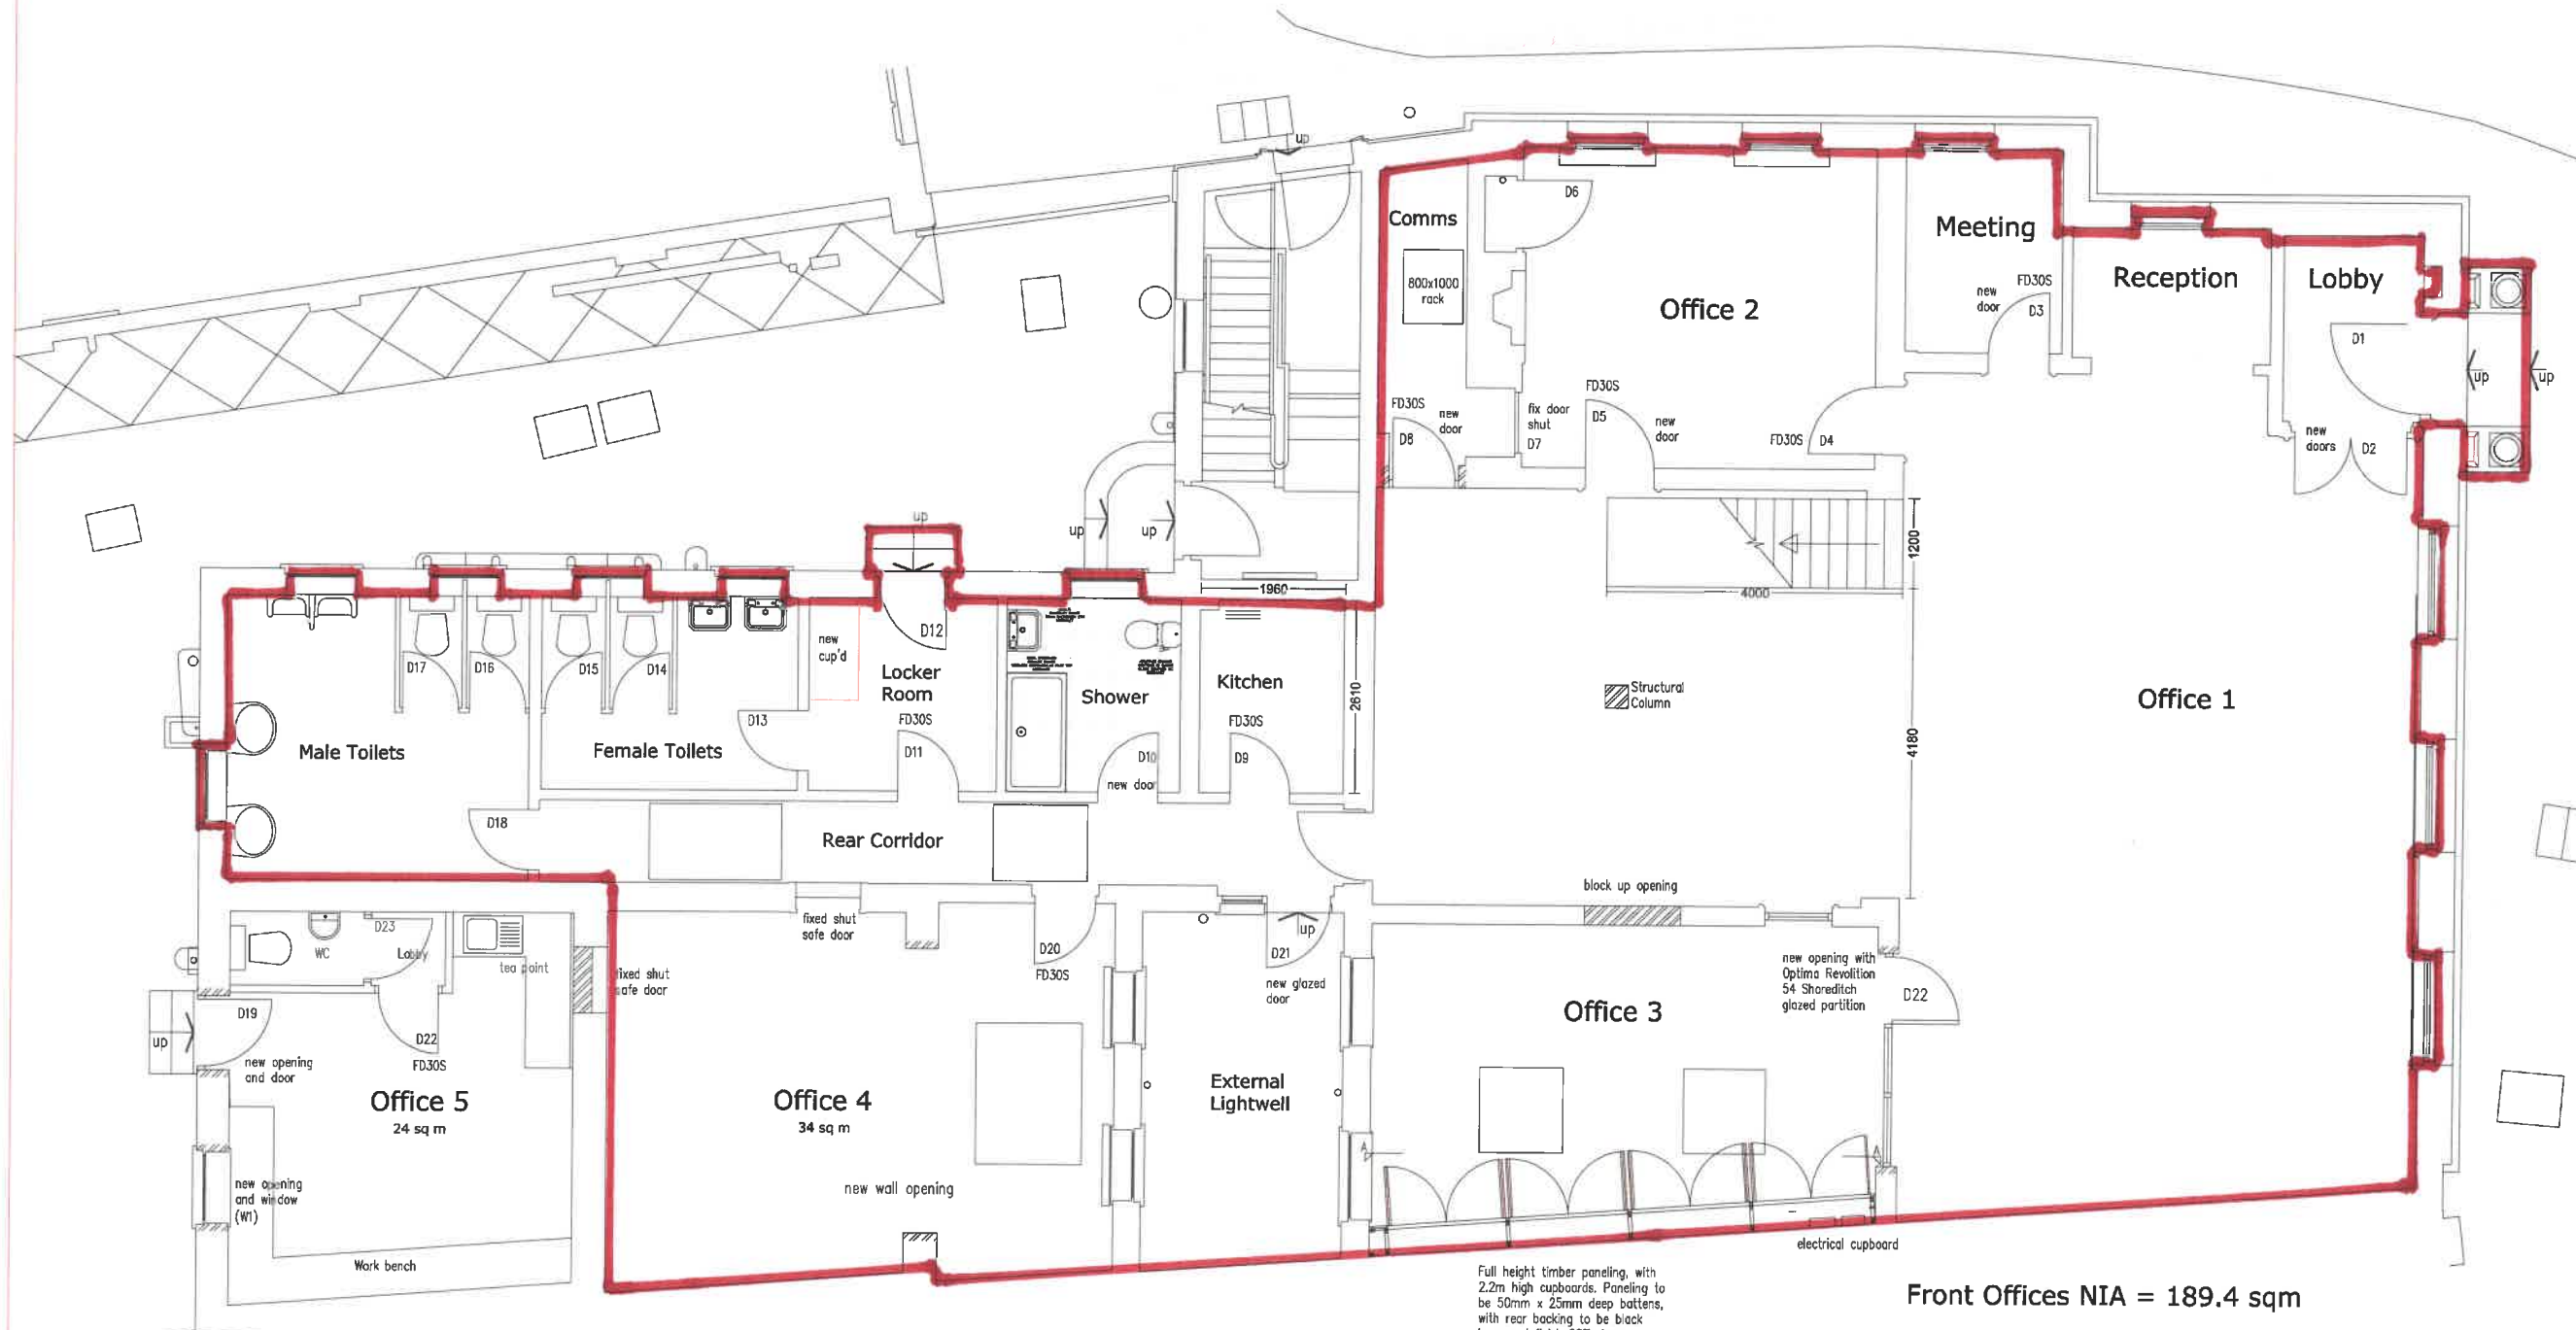 up
Comms
800x1000
rack
D6
Office 2
Meeting
FD30S
new
door
D3
Reception
Lobby
D1
up
up
FD30S
new
door
D8
fix door
shut
D7
FD30S
D5
new
door
FD30S
D4
new
doors
D2
up
up
up
1960
1200
4000
D17
D16
D15
D14
new
cup'd
D12
Locker
Room
FD30S
D11
Shower
D10
new door
Kitchen
FD30S
D9
2610
Structural
Column
4180
Office 1
Male Toilets
Female Toilets
D13
D18
Rear Corridor
block up opening
WC
D23
Lobby
tea point
fixed shut
safe door
fixed shut
safe door
D20
FD30S
D21
up
new glazed
door
new opening with
Optima Revolition
54 Shoreditch
glazed partition
D22
Office 3
up
D19
new opening
and door
D22
FD30S
Office 5
24 sq m
Office 4
34 sq m
External
Lightwell
A
A
new opening
and window
(W1)
new wall opening
Work bench
electrical cupboard
Full height timber paneling, with
2.2m high cupboards. Paneling to
be 50mm x 25mm deep battens,
with rear backing to be black
Front Offices NIA = 189.4 sqm